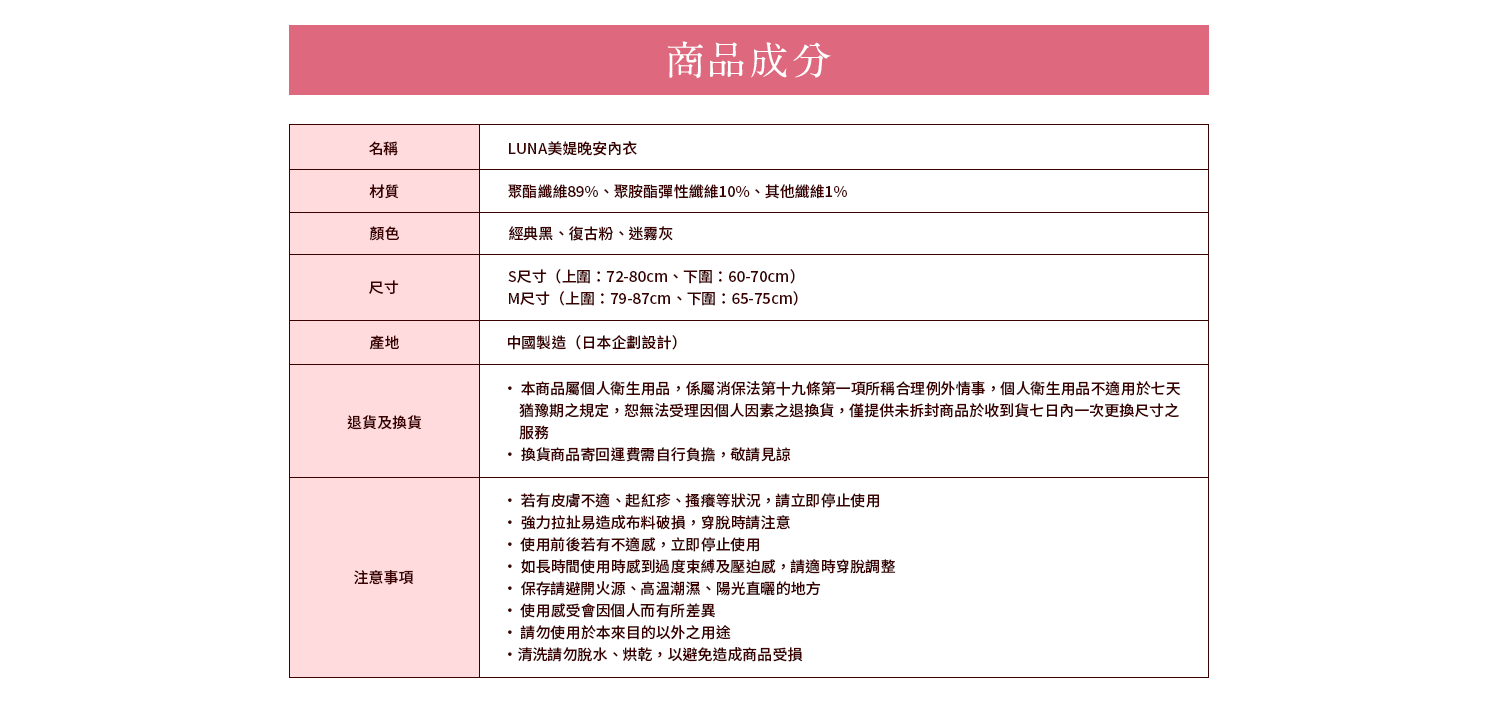 商品成分
名稱
LUNA美媞晚安內衣
材質
聚酯纖維89%、聚胺酯彈性纖維10%、其他纖維1%
顏色
經典黑、復古粉、迷霧灰
尺寸
S尺寸（上圍：72-80cm、下圍：60-70cm）
M尺寸（上圍：79-87cm、下圍：65-75cm）
產地
中國製造（日本企劃設計）
退貨及換貨
• 本商品屬個人衛生用品，係屬消保法第十九條第一項所稱合理例外情事，個人衛生用品不適用於七天
猶豫期之規定，恕無法受理因個人因素之退換貨，僅提供未拆封商品於收到貨七日內一次更換尺寸之
服務
• 換貨商品寄回運費需自行負擔，敬請見諒
注意事項
• 若有皮膚不適、起紅疹、搔癢等狀況，請立即停止使用
• 強力拉扯易造成布料破損，穿脫時請注意
• 使用前後若有不適感，立即停止使用
• 如長時間使用時感到過度束縛及壓迫感，請適時穿脫調整
• 保存請避開火源、高溫潮濕、陽光直曬的地方
• 使用感受會因個人而有所差異
• 請勿使用於本來目的以外之用途
• 清洗請勿脫水、烘乾，以避免造成商品受損